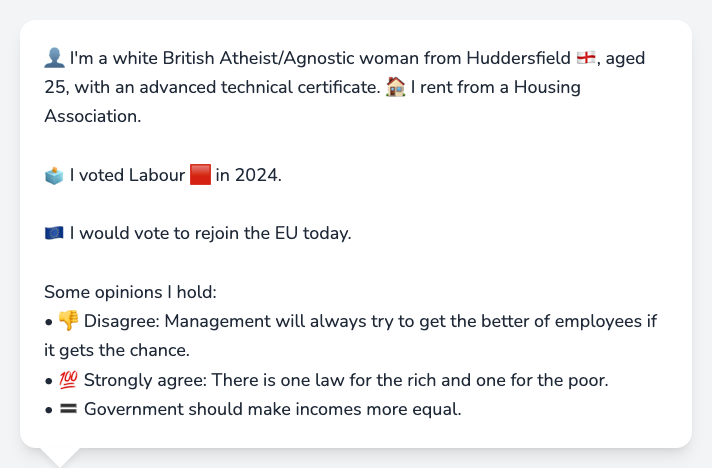 👤 I'm a white British Atheist/Agnostic woman from Huddersfield 🏴󠁧󠁢󠁥󠁮󠁧󠁿, aged
25, with an advanced technical certificate. 🏠 I rent from a Housing
Association.
🗳️ I voted Labour 🟥 in 2024.
🇪🇺 I would vote to rejoin the EU today.
Some opinions I hold:
• 👎 Disagree: Management will always try to get the better of employees if
it gets the chance.
• 💯 Strongly agree: There is one law for the rich and one for the poor.
• 🟰 Government should make incomes more equal.